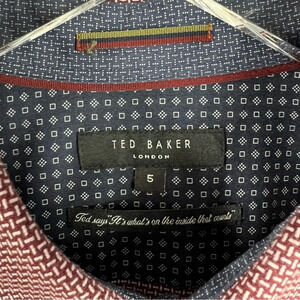 TED BAKER
LONDON
5
Ted says "It's what's on the inside that counts"